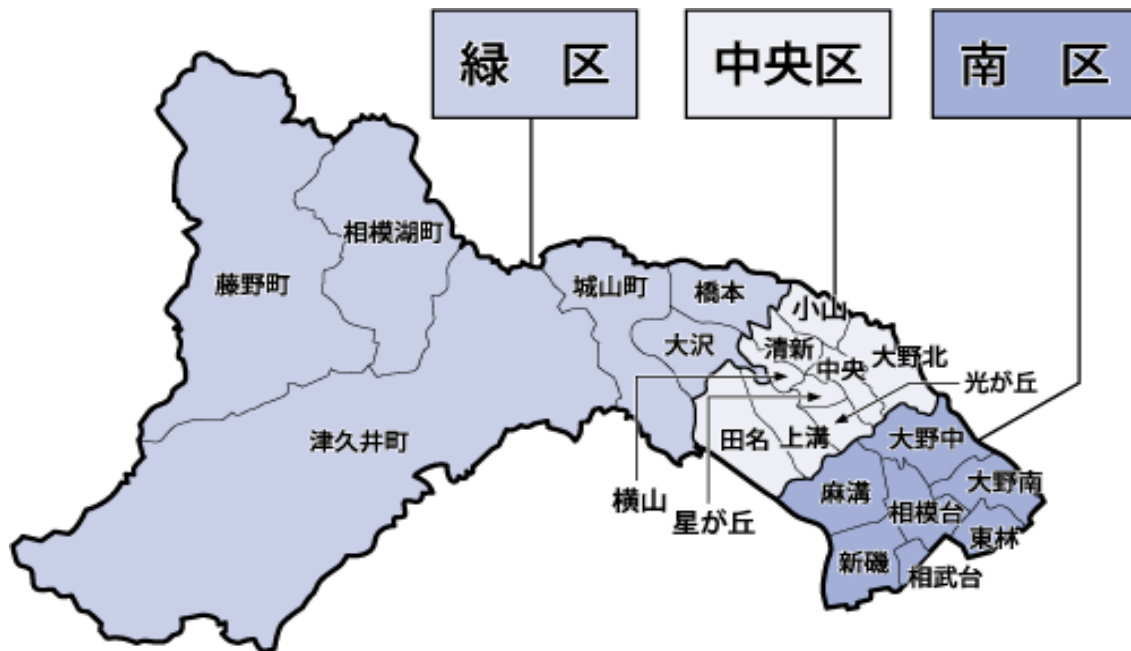 緑　区
中央区
南　区
相模湖町
藤野町
城山町
橋本
小山
大沢
清新
中央
大野北
光が丘
津久井町
田名
上溝
大野中
横山
星が丘
麻溝
大野南
相模台
東林
新磯
相武台